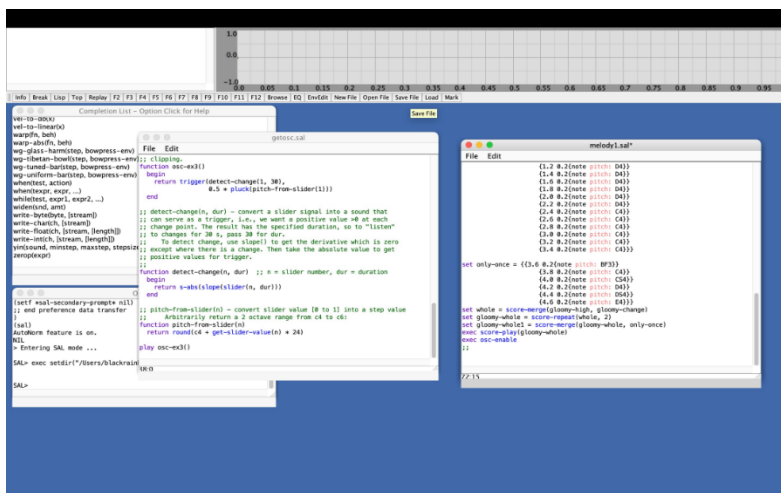 1.0
0.0
-1.0
0.0 0.05 0.1 0.15 0.2 0.25 0.3 0.35 0.4 0.45 0.5 0.55 0.6 0.65 0.7 0.75 0.8 0.85 0.9 0.95
Info Break Lisp Top Replay F2 F3 F4 F5 F6 F7 F8 F9 F10 F11 F12 Browse EQ EnvEdit New File Open File Save File Load Mark
Save File
Completion List – Option Click for Help
vel-to-db(x)
vel-to-linear(x)
warp(fn, beh)
warp-abs(fn, beh)
wg-glass-harm(step, bowpress-env)
wg-tibetan-bowl(step, bowpress-env)
wg-tuned-bar(step, bowpress-env)
wg-uniform-bar(step, bowpress-env)
when(test, action)
when(texpr, expr, ...)
while(test, expr1, expr2, ...)
widen(snd, amt)
write-byte(byte, [stream])
write-char(ch, [stream])
write-float(h, [stream, [length]])
write-int(h, [stream, [length]])
yin(sound, minstep, maxstep, stepsize
zerop(expr)
(setf *sal-secondary-prompt* nil)
;; end preference data transfer
)
(sal)
AutoNorm feature is on.
NIL
> Entering SAL mode ...
SAL> exec setdir("/Users/blackrain
SAL>
getosc.sal
File Edit
;; clipping.
function osc-ex3()
begin
return trigger(detect-change(1, 30),
0.5 * pluck(pitch-from-slider(1)))
end
;; detect-change(n, dur) – convert a slider signal into a sound that
;; can serve as a trigger, i.e., we want a positive value >0 at each
;; change point. The result has the specified duration, so to "listen"
;; to changes for 30 s, pass 30 for dur.
;; To detect change, use slope() to get the derivative which is zero
;; except where there is a change. Then take the absolute value to get
;; positive values for trigger.
;;
function detect-change(n, dur) ;; n = slider number, dur = duration
begin
return s-abs(slope(slider(n, dur)))
end
;; pitch-from-slider(n) – convert slider value [0 to 1] into a step value
;; Arbitrarily return a 2 octave range from c4 to c6:
function pitch-from-slider(n)
return round(c4 + get-slider-value(n) * 24)
play osc-ex3()
38:0
melody1.sal*
File Edit
{1.2 0.2{note pitch: D4}}
{1.4 0.2{note pitch: C4}}
{1.6 0.2{note pitch: D4}}
{1.8 0.2{note pitch: C4}}
{2.0 0.2{note pitch: D4}}
{2.2 0.2{note pitch: C4}}
{2.4 0.2{note pitch: D4}}
{2.6 0.2{note pitch: C4}}
{2.8 0.2{note pitch: D4}}
{3.0 0.2{note pitch: C4}}
{3.2 0.2{note pitch: D4}}
{3.4 0.2{note pitch: C4}}}
set only-once = {{3.6 0.2{note pitch: BF3}}
{3.8 0.2{note pitch: C4}}
{4.0 0.2{note pitch: CS4}}
{4.2 0.2{note pitch: D4}}
{4.4 0.2{note pitch: DS4}}
{4.6 0.2{note pitch: E4}}}
set whole = score-merge(gloomy-high, gloomy-change)
set gloomy-whole = score-repeat(whole, 2)
set gloomy-whole1 = score-merge(gloomy-whole, only-once)
exec score-play(gloomy-whole)
exec osc-enable
;;
72:15